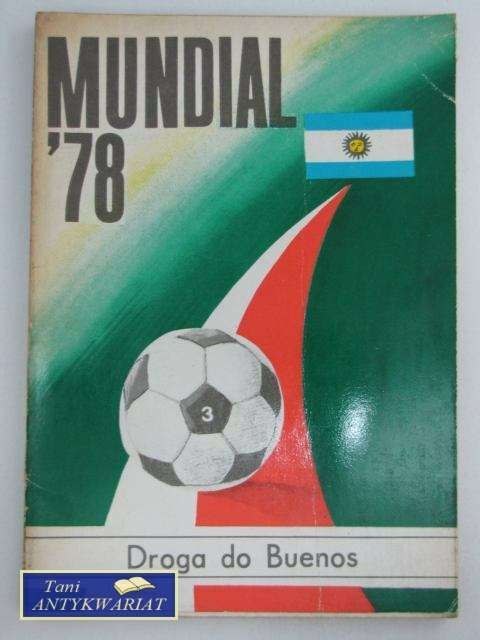 MUNDIAL
'78
3
Droga do Buenos
Tani
ANTYKWARIAT